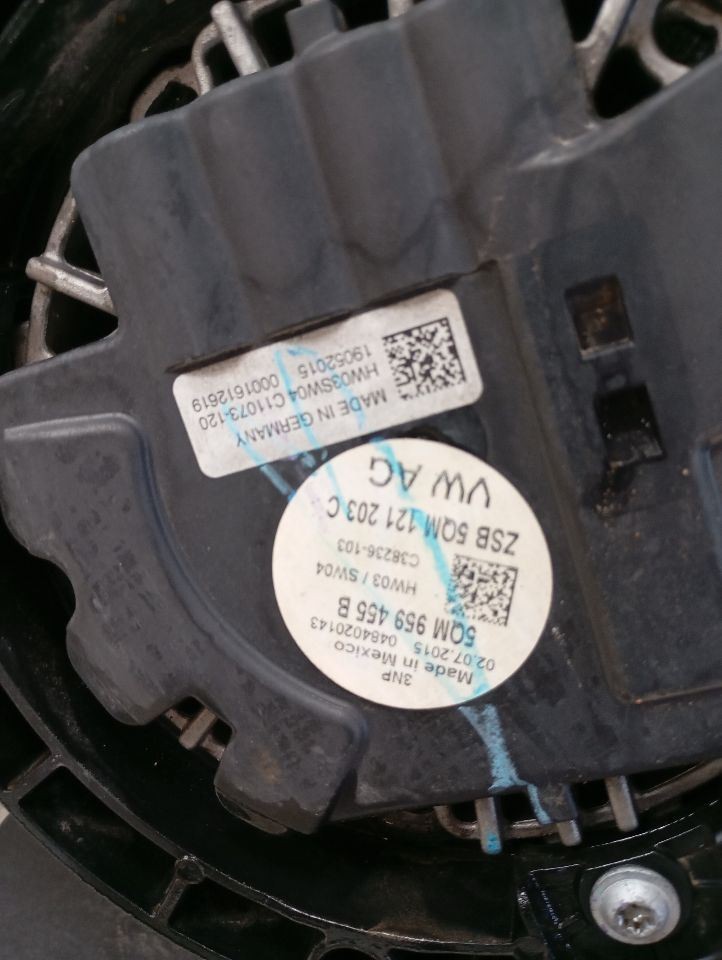 MADE IN GERMANY
HW03SW04 C11073-120
19052015 0001612619
VW AG
ZSB 5QM 121 203 C
C38236-103
HW03 / SW04
5QM 959 455 B
02.07.2015 0484020143
Made in Mexico
3NP